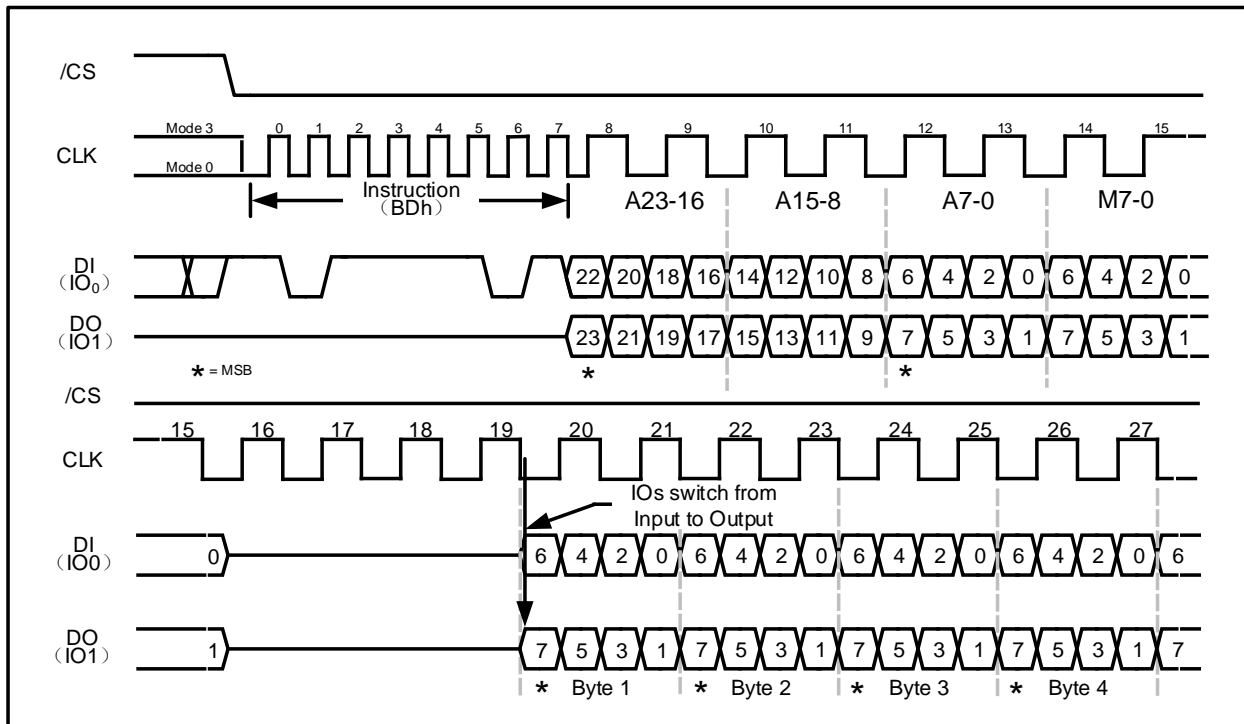 /CS
Mode 3
0 1 2 3 4 5 6 7 8 9 10 11 12 13 14 15
CLK
Mode 0
Instruction
（BDh）
A23-16 A15-8 A7-0 M7-0
DI
（IO₀）
22 20 18 16 14 12 10 8 6 4 2 0 6 4 2 0
DO
（IO1）
23 21 19 17 15 13 11 9 7 5 3 1 7 5 3 1
* = MSB
* *
/CS
15 16 17 18 19 20 21 22 23 24 25 26 27
CLK
IOs switch from
Input to Output
DI
（IO0）
0 6 4 2 0 6 4 2 0 6 4 2 0 6 4 2 0 6
DO
（IO1）
1 7 5 3 1 7 5 3 1 7 5 3 1 7 5 3 1 7
* Byte 1 * Byte 2 * Byte 3 * Byte 4